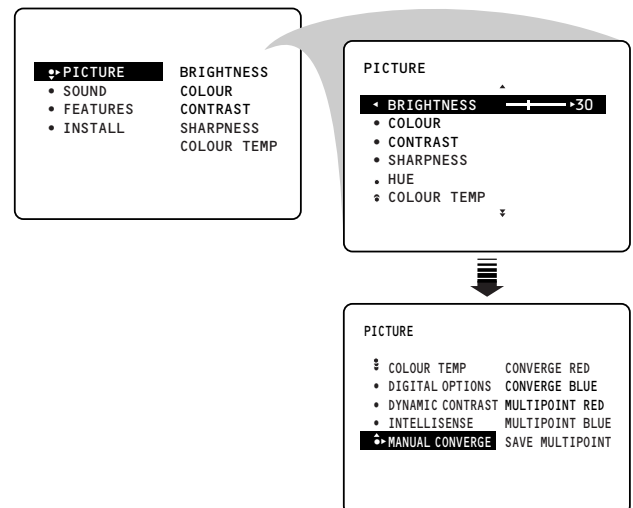 PICTURE BRIGHTNESS
• SOUND COLOUR
• FEATURES CONTRAST
• INSTALL SHARPNESS
COLOUR TEMP
PICTURE
BRIGHTNESS 30
• COLOUR
• CONTRAST
• SHARPNESS
• HUE
COLOUR TEMP
PICTURE
COLOUR TEMP CONVERGE RED
• DIGITAL OPTIONS CONVERGE BLUE
• DYNAMIC CONTRAST MULTIPOINT RED
• INTELLISENSE MULTIPOINT BLUE
MANUAL CONVERGE SAVE MULTIPOINT